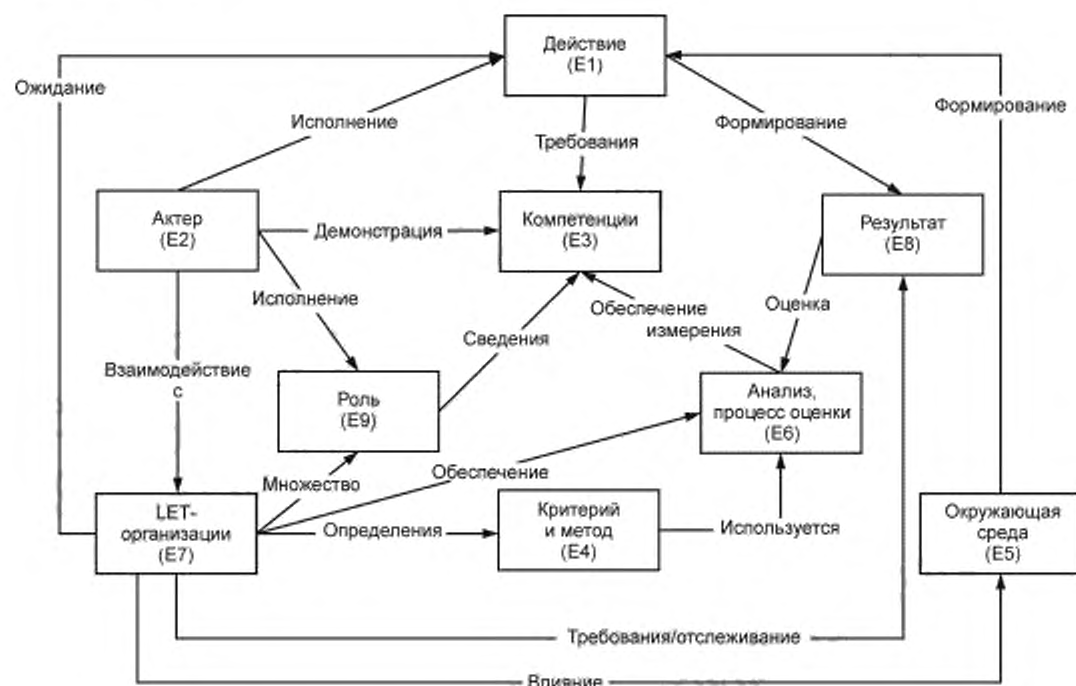 Действие
(E1)
Ожидание
Формирование
Исполнение
Формирование
Требования
Актер
(E2)
Демонстрация
Компетенции
(E3)
Результат
(E8)
Исполнение
Обеспечение
измерения
Оценка
Сведения
Взаимодействие
с
Роль
(E9)
Анализ,
процесс оценки
(E6)
Множество
Обеспечение
LET-
организации
(E7)
Определения
Критерий
и метод
(E4)
Используется
Окружающая
среда
(E5)
Требования/отслеживание
Влияние